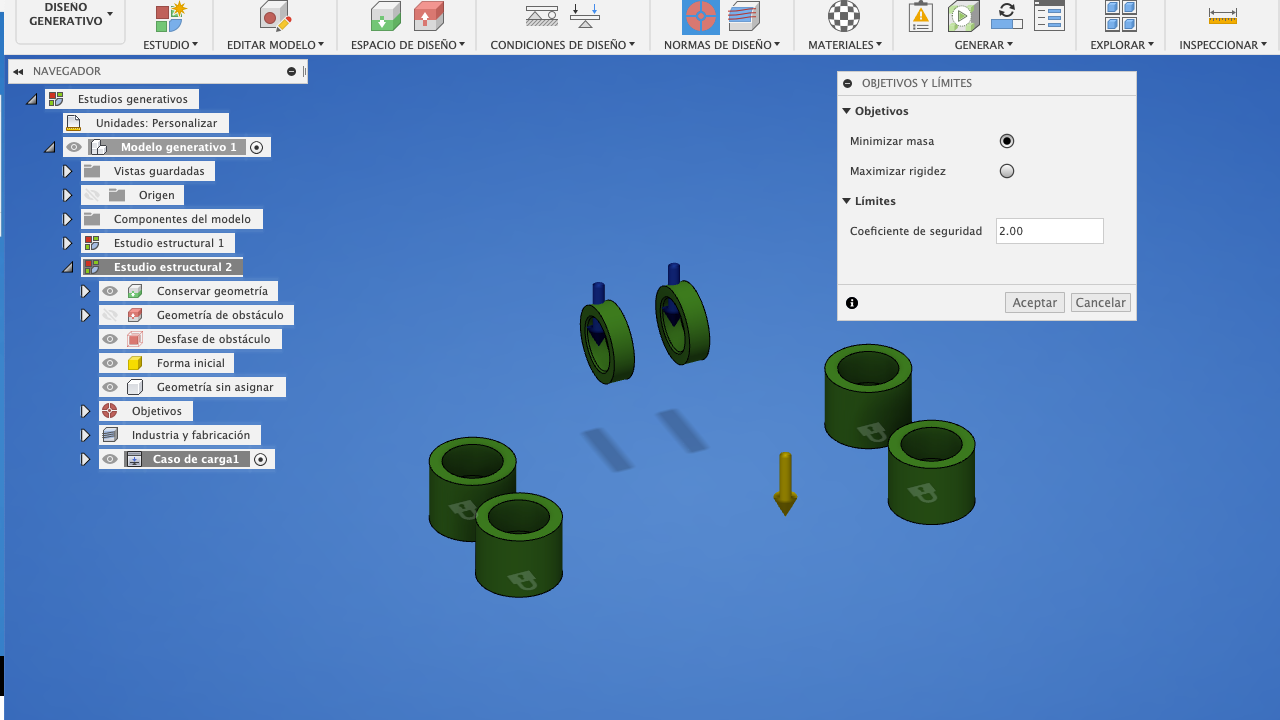 DISEÑO
GENERATIVO
ESTUDIO
EDITAR MODELO
ESPACIO DE DISEÑO
CONDICIONES DE DISEÑO
NORMAS DE DISEÑO
MATERIALES
GENERAR
EXPLORAR
INSPECCIONAR
NAVEGADOR
Estudios generativos
Unidades: Personalizar
Modelo generativo 1
Vistas guardadas
Origen
Componentes del modelo
Estudio estructural 1
Estudio estructural 2
Conservar geometría
Geometría de obstáculo
Desfase de obstáculo
Forma inicial
Geometría sin asignar
Objetivos
Industria y fabricación
Caso de carga1
OBJETIVOS Y LÍMITES
Objetivos
Minimizar masa
Maximizar rigidez
Límites
Coeficiente de seguridad 2.00
Aceptar Cancelar